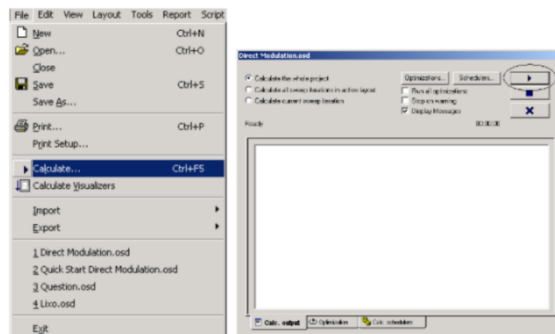 File Edit View Layout Tools Report Script
New Ctrl+N
Open... Ctrl+O
Close
Save Ctrl+S
Save As...
Print... Ctrl+P
Print Setup...
Calculate... Ctrl+F5
Calculate Visualizers
Import
Export
1 Direct Modulation.osd
2 Quick Start Direct Modulation.osd
3 Question.osd
4 Lixo.osd
Exit
Direct Modulation.osd
Calculate the whole project
Calculate all sweep iterations in active layout
Calculate current sweep iteration
Optimizations... Schedulers...
Run all optimizations
Stop on warning
Display Messages
Ready 00:00:00
Calc. output Optimization Calc. schedulers